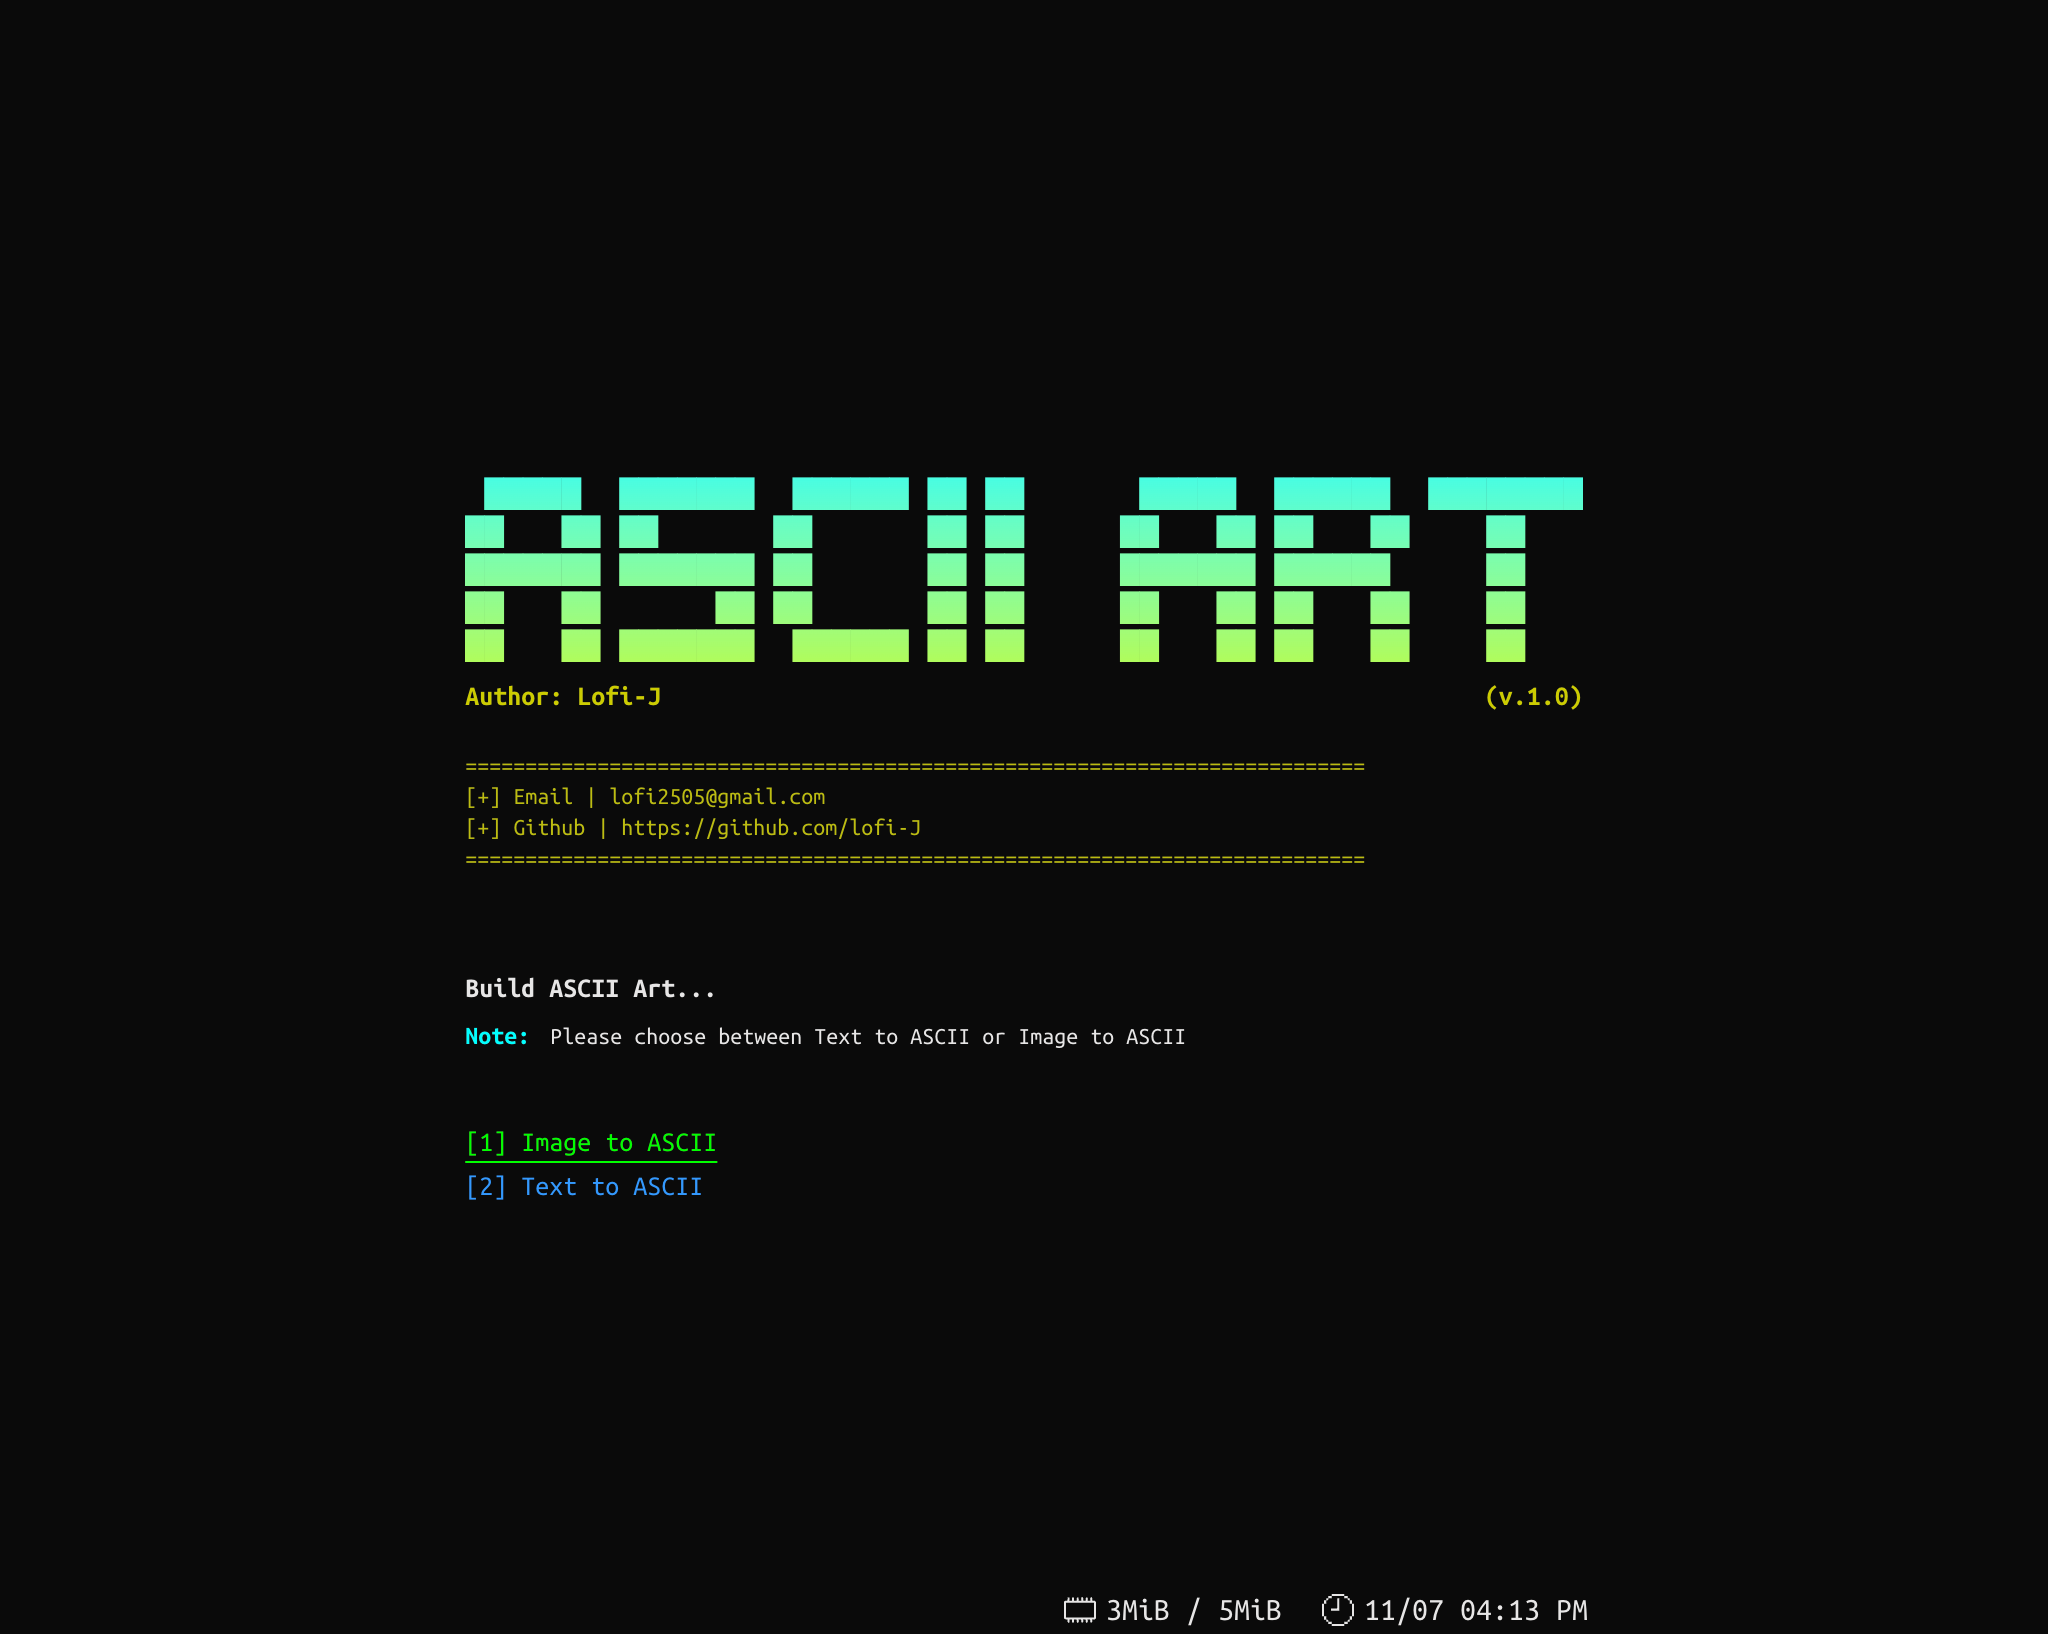 ASCII ART
Author: Lofi-J (v.1.0)
===========================================================================
[+] Email | lofi2505@gmail.com
[+] Github | https://github.com/lofi-J
===========================================================================
Build ASCII Art...
Note: Please choose between Text to ASCII or Image to ASCII
[1] Image to ASCII
[2] Text to ASCII
3MiB / 5MiB 11/07 04:13 PM